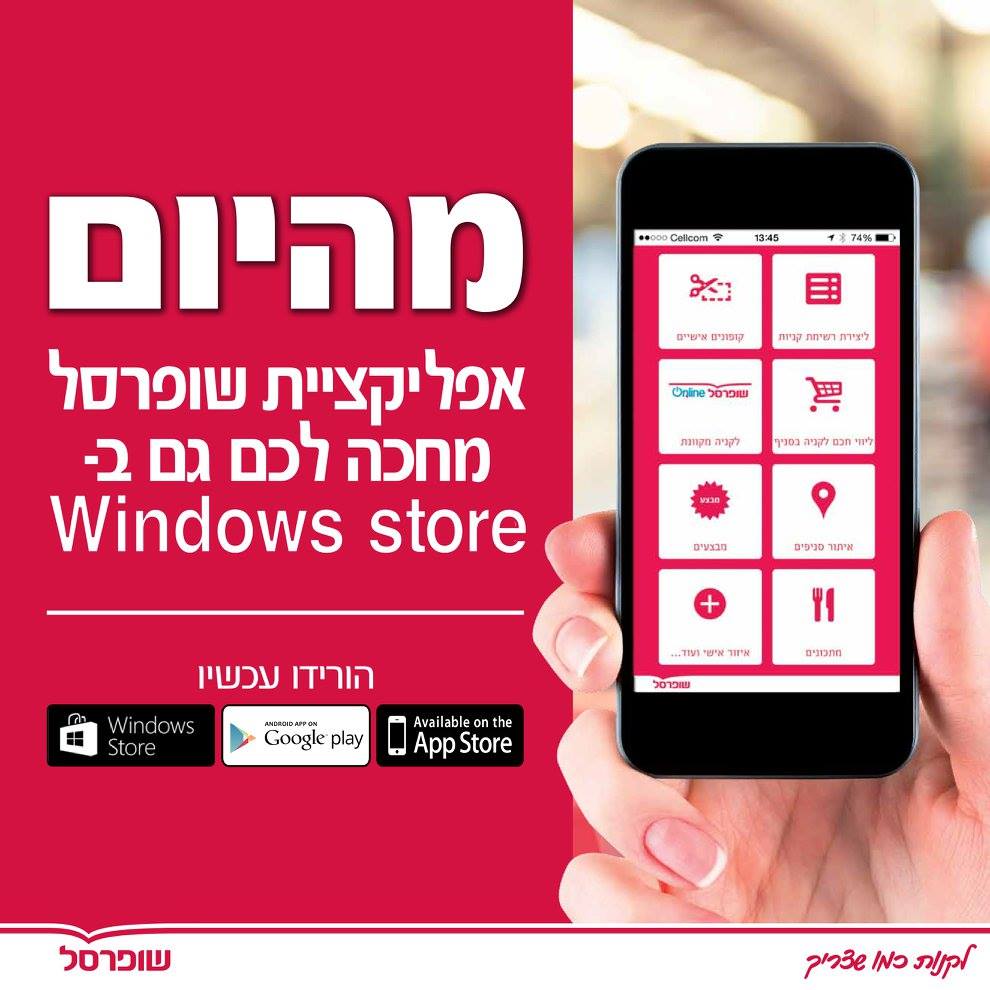 מהיום
אפליקציית שופרסל
מחכה לכם גם ב-
Windows store
הורידו עכשיו
Windows Store
ANDROID APP ON
Google play
Available on the
App Store
Cellcom 13:45 74%
ליצירת רשימת קניות
קופונים אישיים
ליווי חכם לקניה בסניף
שופרסל Online
לקניה מקוונת
איתור סניפים
מבצע
מבצעים
מתכונים
איזור אישי ועוד...
שופרסל
שופרסל
לקנות כמו שצריך